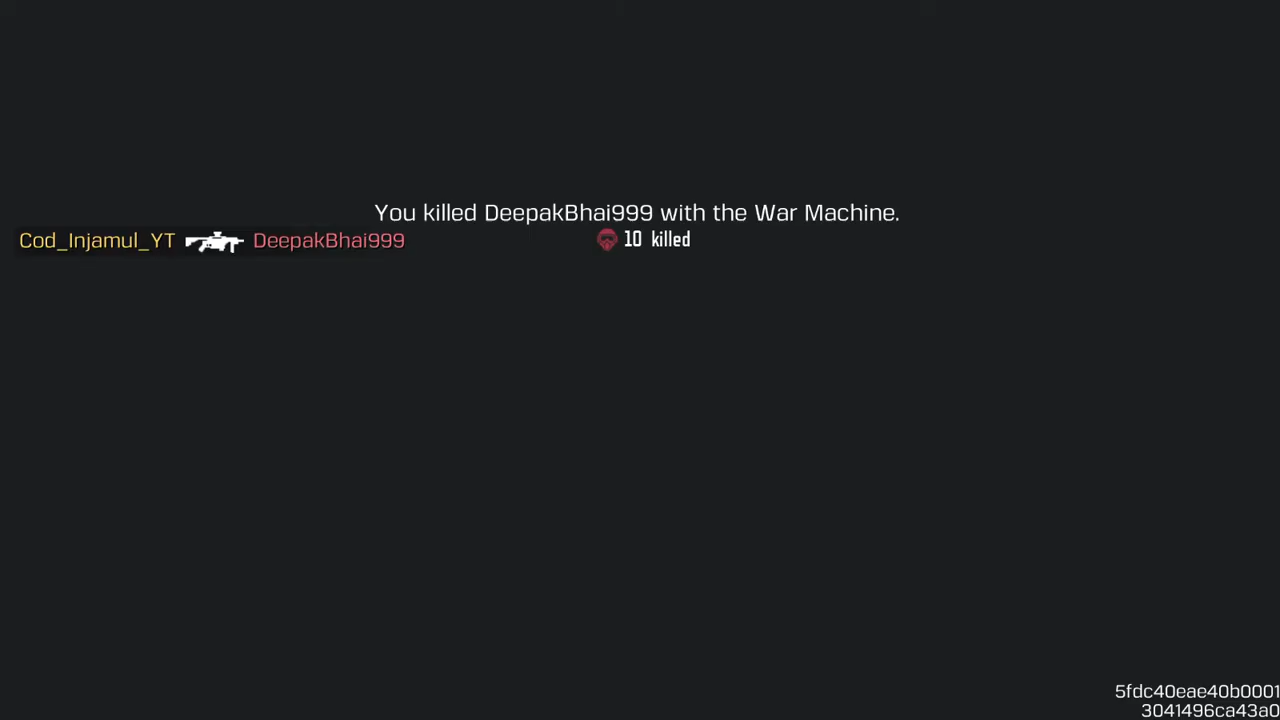 You killed DeepakBhai999 with the War Machine.
Cod_Injamul_YT DeepakBhai999
10 killed
5fdc40eae40b0001
3041496ca43a0